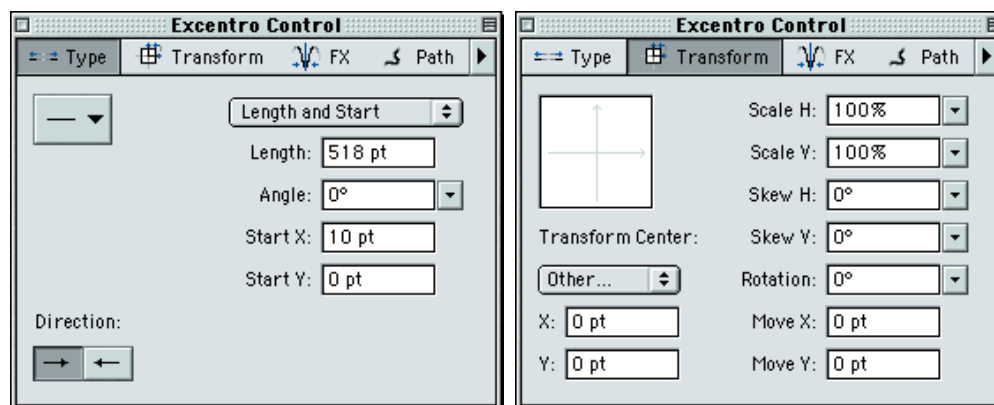 Excentro Control
Type Transform FX Path
Length and Start
Length: 518 pt
Angle: 0°
Start X: 10 pt
Start Y: 0 pt
Direction:
Excentro Control
Type Transform FX Path
Scale H: 100%
Scale V: 100%
Skew H: 0°
Transform Center: Skew V: 0°
Other... Rotation: 0°
X: 0 pt Move X: 0 pt
Y: 0 pt Move Y: 0 pt